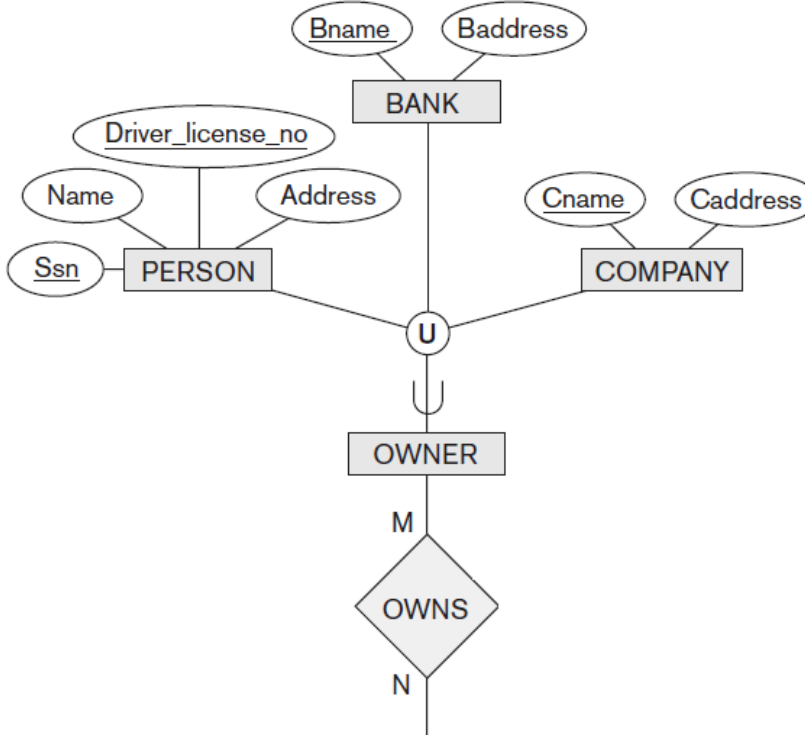 Bname Baddress
BANK
Driver_license_no
Name Address
Cname Caddress
Ssn PERSON COMPANY
U
OWNER
M
OWNS
N